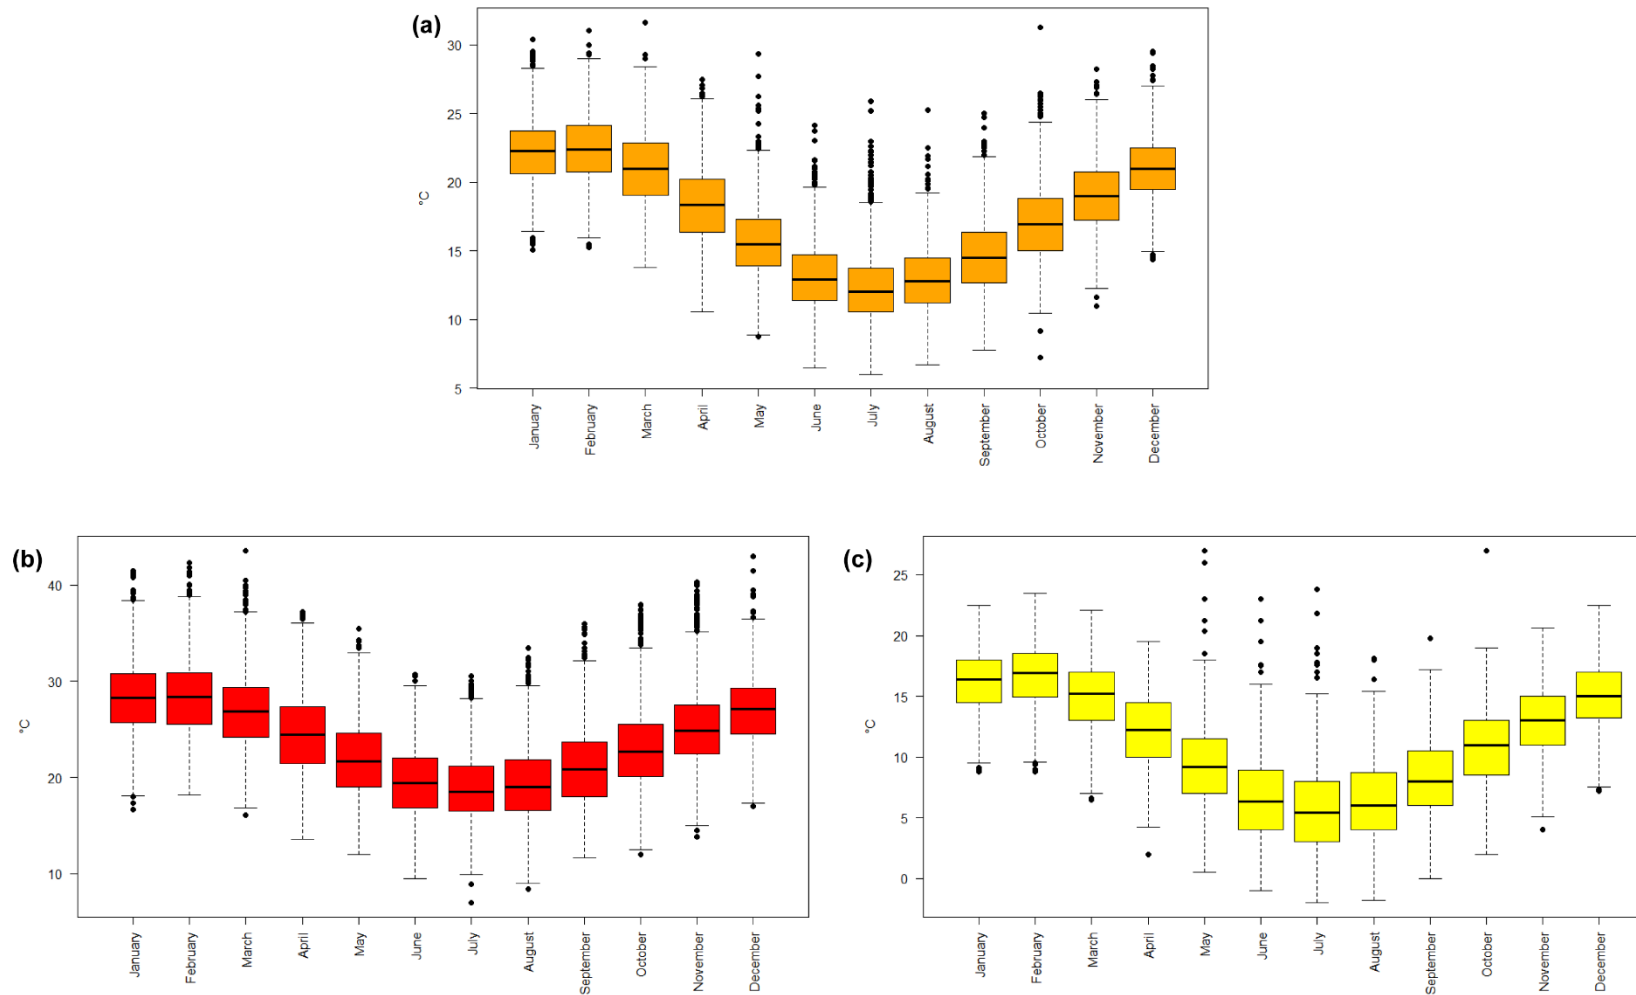 (a)
30
25
20
15
10
5
°C
January
February
March
April
May
June
July
August
September
October
November
December
(b)
40
30
20
10
°C
January
February
March
April
May
June
July
August
September
October
November
December
(c)
25
20
15
10
5
0
°C
January
February
March
April
May
June
July
August
September
October
November
December